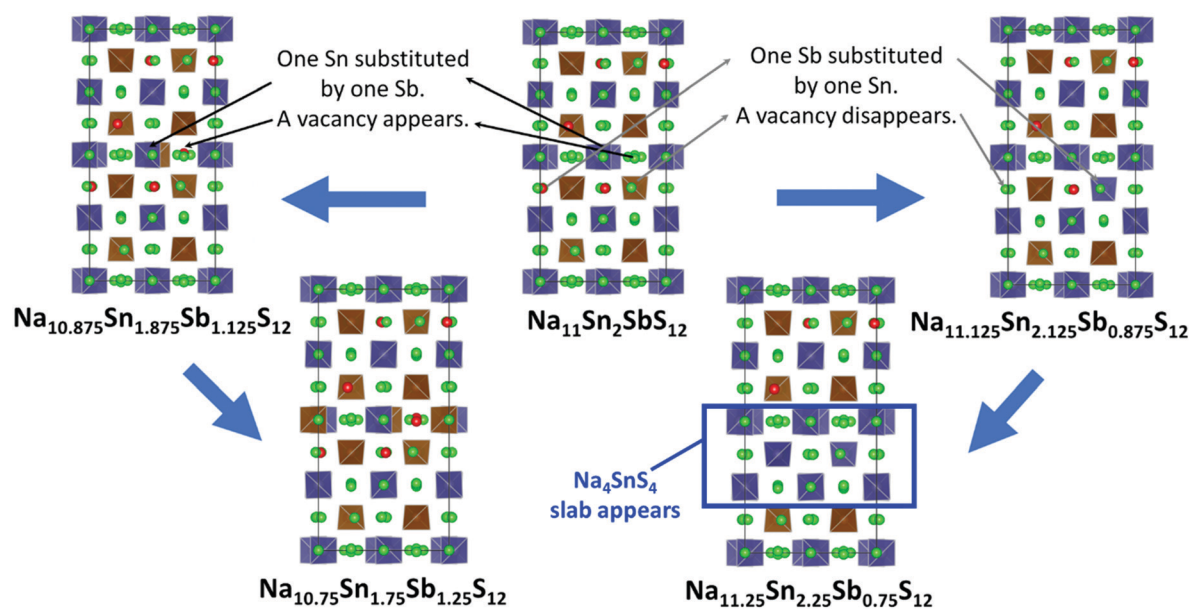 One Sn substituted
by one Sb.
A vacancy appears.
One Sb substituted
by one Sn.
A vacancy disappears.
Na₁₀.₈₇₅Sn₁.₈₇₅Sb₁.₁₂₅S₁₂
Na₁₁Sn₂SbS₁₂
Na₁₁.₁₂₅Sn₂.₁₂₅Sb₀.₈₇₅S₁₂
Na₄SnS₄
slab appears
Na₁₀.₇₅Sn₁.₇₅Sb₁.₂₅S₁₂
Na₁₁.₂₅Sn₂.₂₅Sb₀.₇₅S₁₂